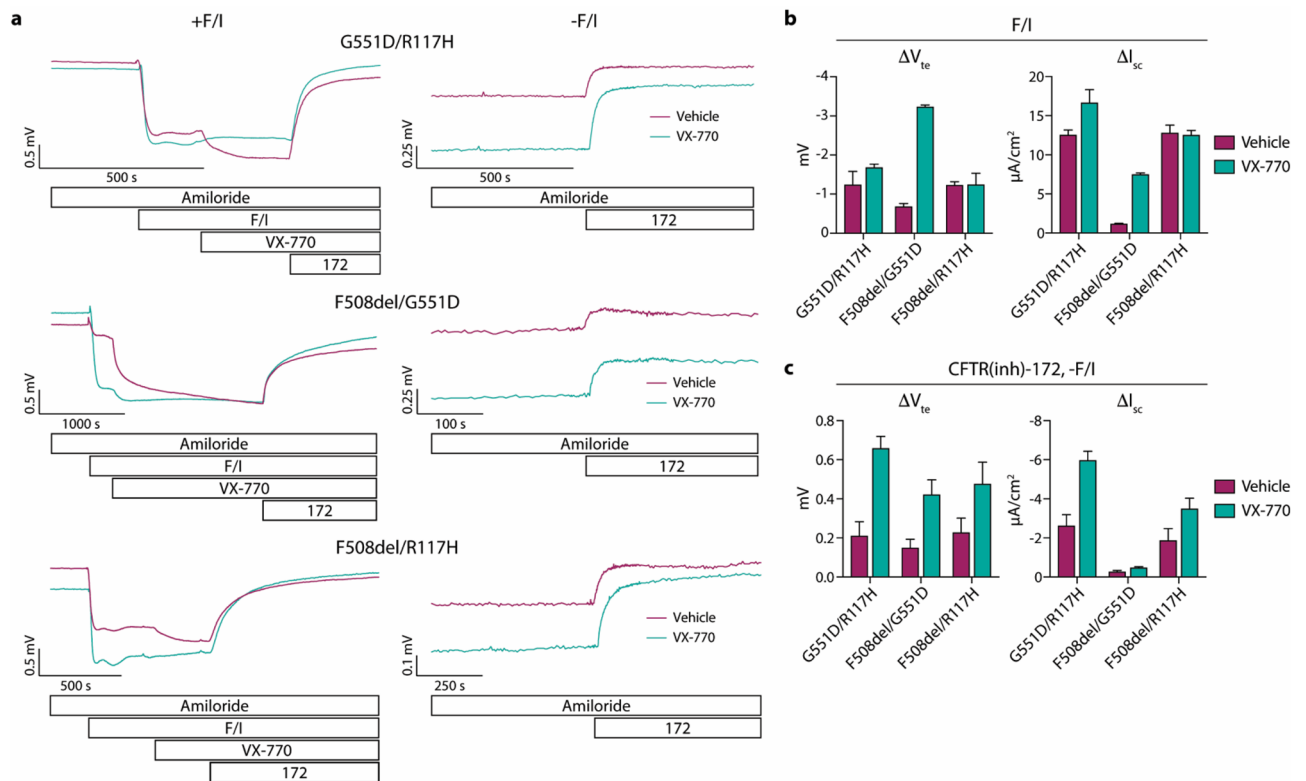 a
+F/I
-F/I
G551D/R117H
0.5 mV
500 s
Amiloride
F/I
VX-770
172
0.25 mV
500 s
Vehicle
VX-770
Amiloride
172
F508del/G551D
0.5 mV
1000 s
Amiloride
F/I
VX-770
172
0.25 mV
100 s
Vehicle
VX-770
Amiloride
172
F508del/R117H
0.5 mV
500 s
Amiloride
F/I
VX-770
172
0.1 mV
250 s
Vehicle
VX-770
Amiloride
172
b
F/I
ΔVte
mV
-4
-3
-2
-1
0
G551D/R117H
F508del/G551D
F508del/R117H
ΔIsc
µA/cm²
20
15
10
5
0
G551D/R117H
F508del/G551D
F508del/R117H
Vehicle
VX-770
c
CFTR(inh)-172, -F/I
ΔVte
mV
0.8
0.6
0.4
0.2
0.0
G551D/R117H
F508del/G551D
F508del/R117H
ΔIsc
µA/cm²
-8
-6
-4
-2
0
G551D/R117H
F508del/G551D
F508del/R117H
Vehicle
VX-770